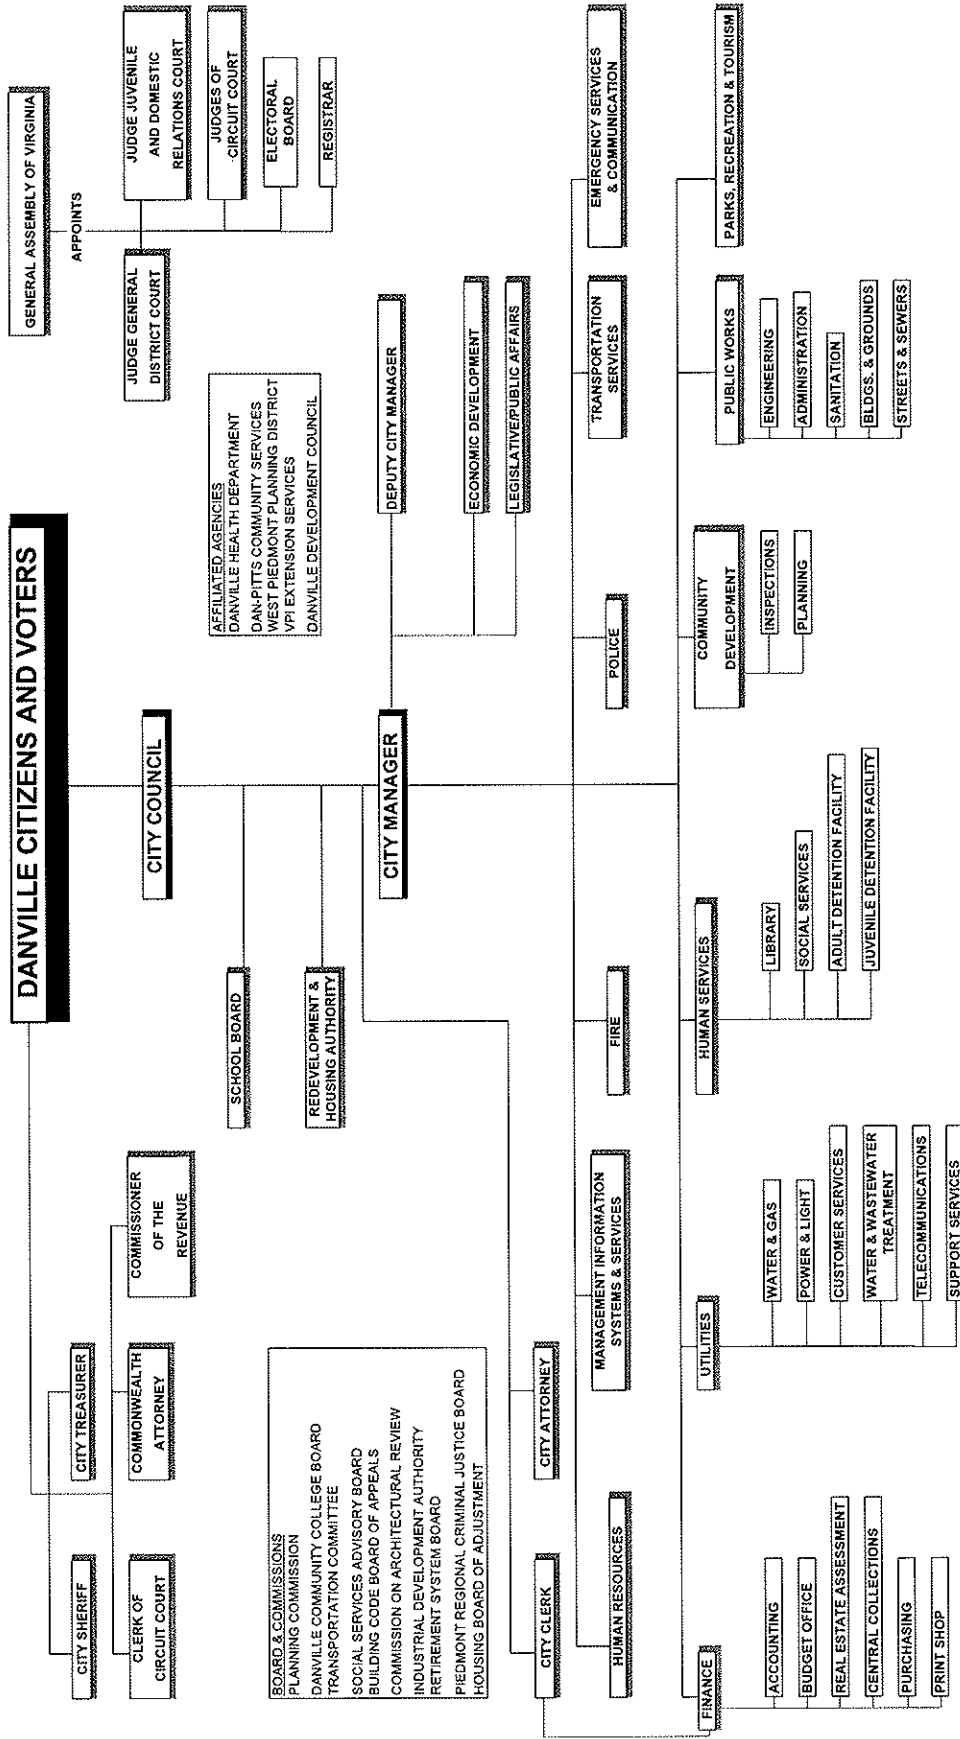 DANVILLE CITIZENS AND VOTERS
GENERAL ASSEMBLY OF VIRGINIA
APPOINTS
JUDGE GENERAL
DISTRICT COURT
JUDGE JUVENILE
AND DOMESTIC
RELATIONS COURT
JUDGES OF
CIRCUIT COURT
ELECTORAL
BOARD
REGISTRAR
CITY SHERIFF
CITY TREASURER
CLERK OF
CIRCUIT COURT
COMMONWEALTH
ATTORNEY
COMMISSIONER
OF THE
REVENUE
CITY COUNCIL
SCHOOL BOARD
REDEVELOPMENT &
HOUSING AUTHORITY
AFFILIATED AGENCIES
DANVILLE HEALTH DEPARTMENT
DAN-PITTS COMMUNITY SERVICES
WEST PIEDMONT PLANNING DISTRICT
VPI EXTENSION SERVICES
DANVILLE DEVELOPMENT COUNCIL
BOARD & COMMISSIONS
PLANNING COMMISSION
DANVILLE COMMUNITY COLLEGE BOARD
TRANSPORTATION COMMITTEE
SOCIAL SERVICES ADVISORY BOARD
BUILDING CODE BOARD OF APPEALS
COMMISSION ON ARCHITECTURAL REVIEW
INDUSTRIAL DEVELOPMENT AUTHORITY
RETIREMENT SYSTEM BOARD
PIEDMONT REGIONAL CRIMINAL JUSTICE BOARD
HOUSING BOARD OF ADJUSTMENT
CITY MANAGER
DEPUTY CITY MANAGER
ECONOMIC DEVELOPMENT
LEGISLATIVE/PUBLIC AFFAIRS
CITY CLERK
CITY ATTORNEY
HUMAN RESOURCES
MANAGEMENT INFORMATION
SYSTEMS & SERVICES
FIRE
POLICE
TRANSPORTATION
SERVICES
EMERGENCY SERVICES
& COMMUNICATION
FINANCE
ACCOUNTING
BUDGET OFFICE
REAL ESTATE ASSESSMENT
CENTRAL COLLECTIONS
PURCHASING
PRINT SHOP
UTILITIES
WATER & GAS
POWER & LIGHT
CUSTOMER SERVICES
WATER & WASTEWATER
TREATMENT
TELECOMMUNICATIONS
SUPPORT SERVICES
HUMAN SERVICES
LIBRARY
SOCIAL SERVICES
ADULT DETENTION FACILITY
JUVENILE DETENTION FACILITY
COMMUNITY
DEVELOPMENT
INSPECTIONS
PLANNING
PUBLIC WORKS
ENGINEERING
ADMINISTRATION
SANITATION
BLDGS. & GROUNDS
STREETS & SEWERS
PARKS, RECREATION & TOURISM